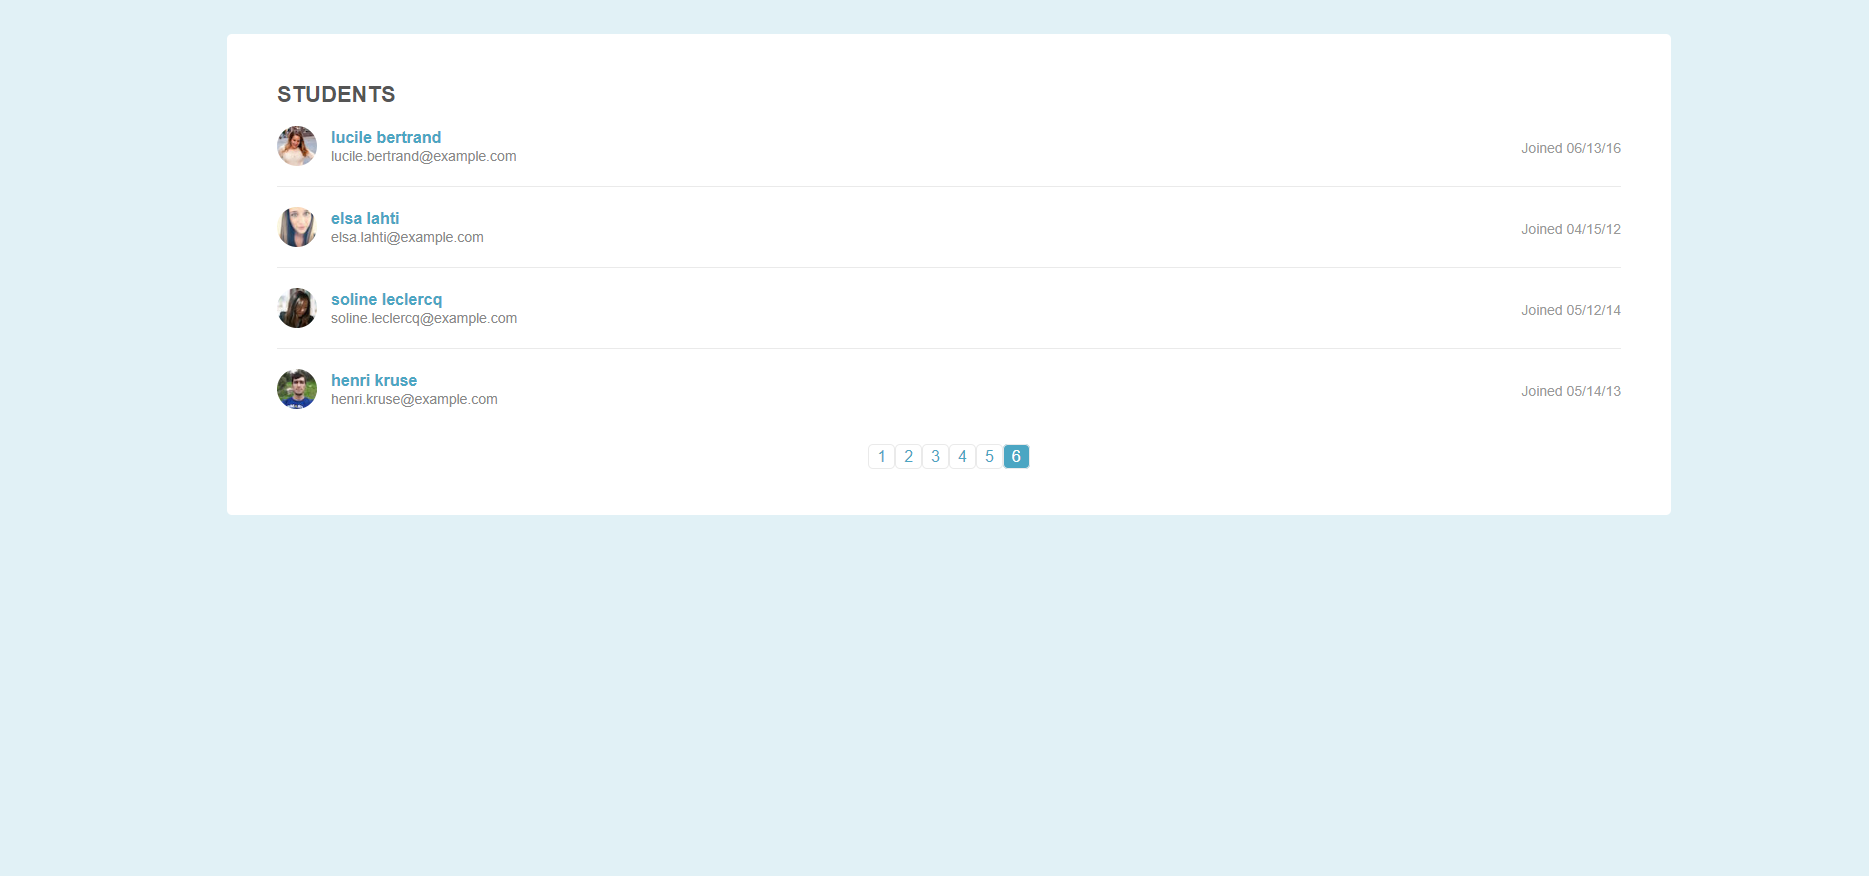 STUDENTS
lucile bertrand
lucile.bertrand@example.com
Joined 06/13/16
elsa lahti
elsa.lahti@example.com
Joined 04/15/12
soline leclercq
soline.leclercq@example.com
Joined 05/12/14
henri kruse
henri.kruse@example.com
Joined 05/14/13
1 2 3 4 5 6